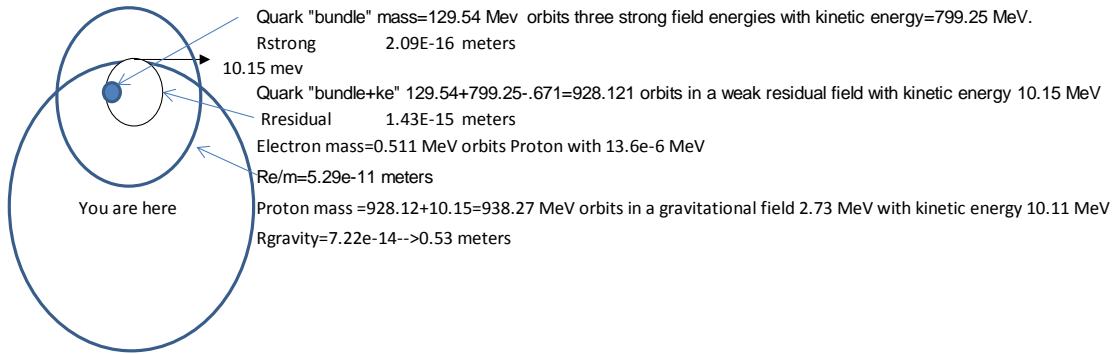 Quark "bundle" mass=129.54 Mev orbits three strong field energies with kinetic energy=799.25 MeV.
Rstrong 2.09E-16 meters
10.15 mev
Quark "bundle+ke" 129.54+799.25-.671=928.121 orbits in a weak residual field with kinetic energy 10.15 MeV
Rresidual 1.43E-15 meters
Electron mass=0.511 MeV orbits Proton with 13.6e-6 MeV
Re/m=5.29e-11 meters
You are here
Proton mass =928.12+10.15=938.27 MeV orbits in a gravitational field 2.73 MeV with kinetic energy 10.11 MeV
Rgravity=7.22e-14-->0.53 meters